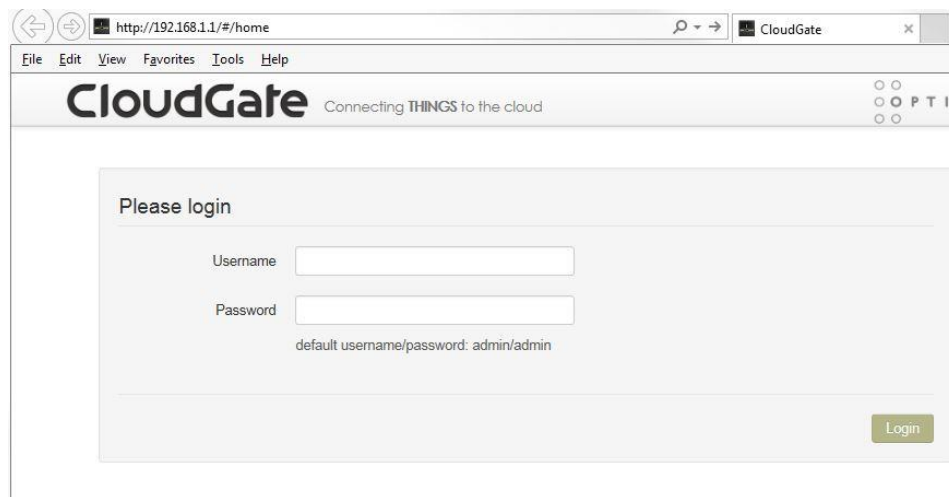 http://192.168.1.1/#/home
CloudGate
File Edit View Favorites Tools Help
CloudGate Connecting THINGS to the cloud
OPTI
Please login
Username
Password
default username/password: admin/admin
Login